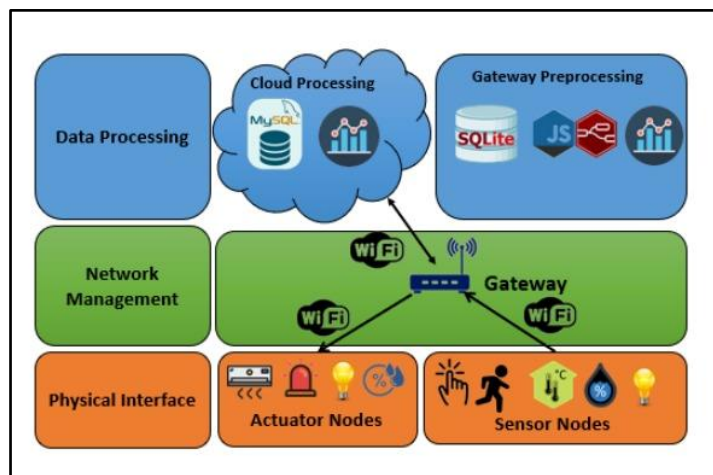 Data Processing
Cloud Processing
MySQL
Gateway Preprocessing
SQLite
JS
Network
Management
WiFi
Gateway
WiFi
WiFi
Physical Interface
%
Actuator Nodes
°C
%
Sensor Nodes